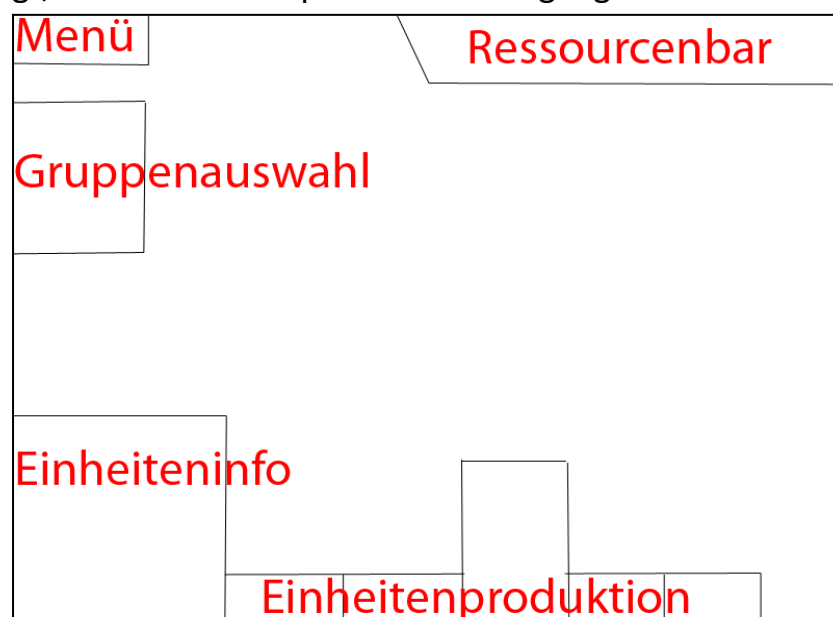 Menü
Ressourcenbar
Gruppenauswahl
Einheiteninfo
Einheitenproduktion